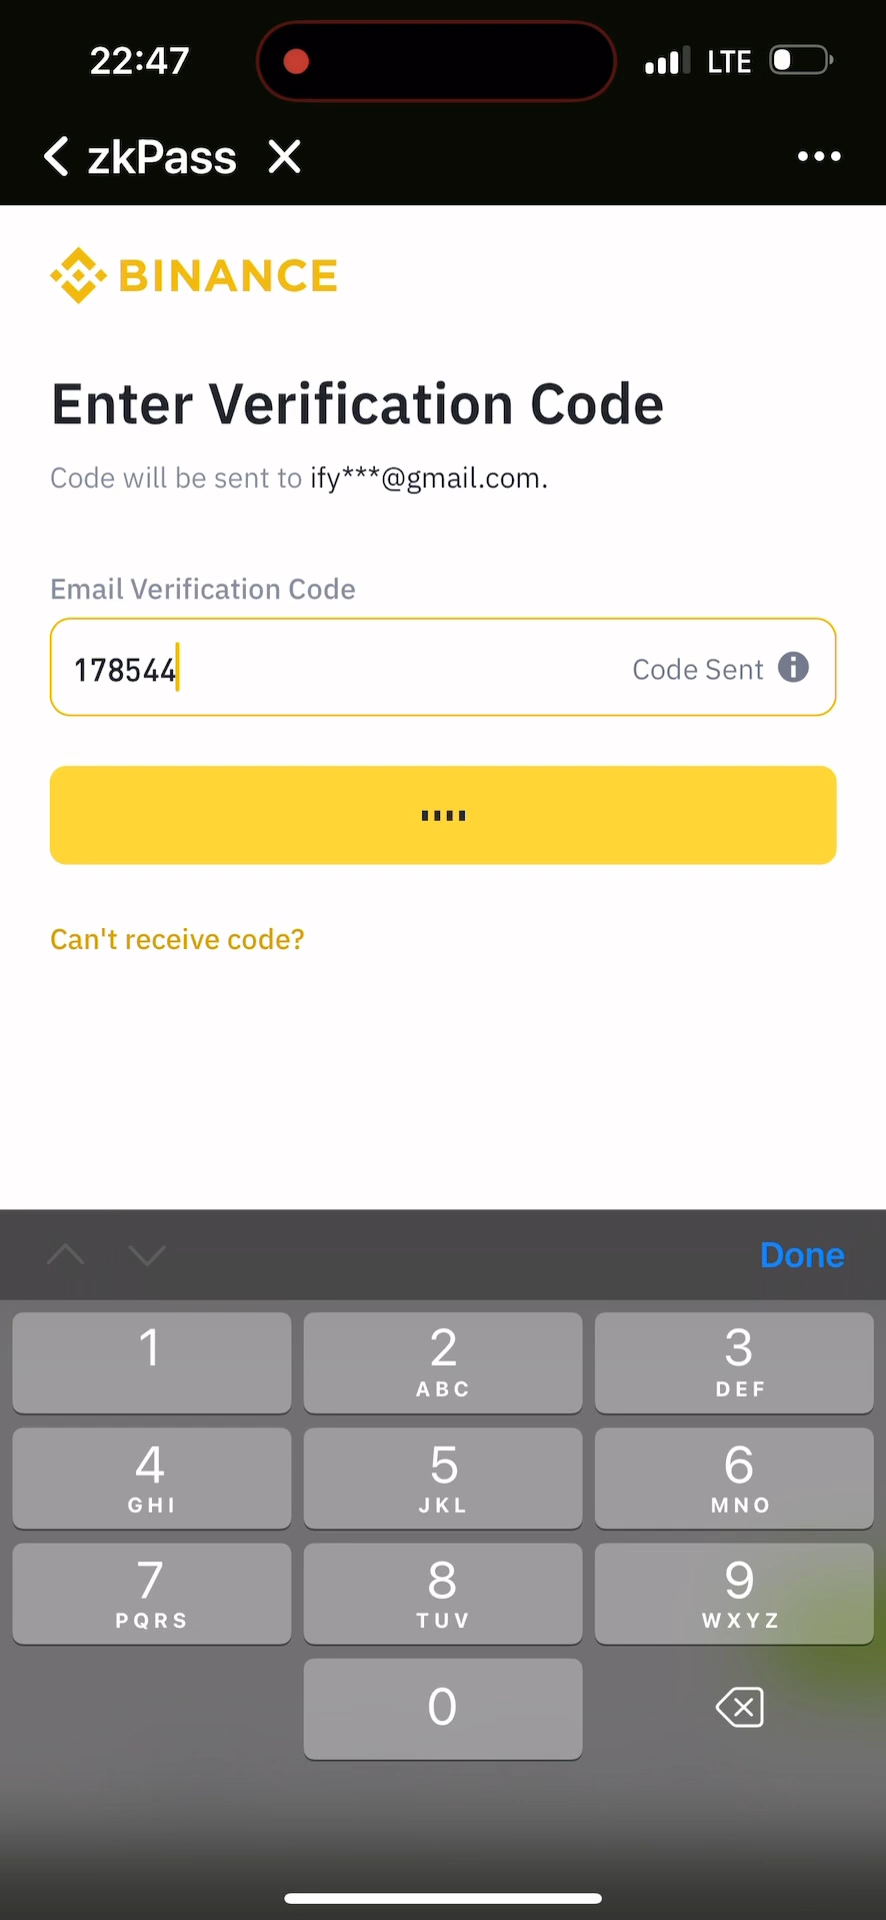 22:47
LTE
zkPass
BINANCE
Enter Verification Code
Code will be sent to ify***@gmail.com.
Email Verification Code
178544
Code Sent
Can't receive code?
Done
1
2
ABC
3
DEF
4
GHI
5
JKL
6
MNO
7
PQRS
8
TUV
9
WXYZ
0